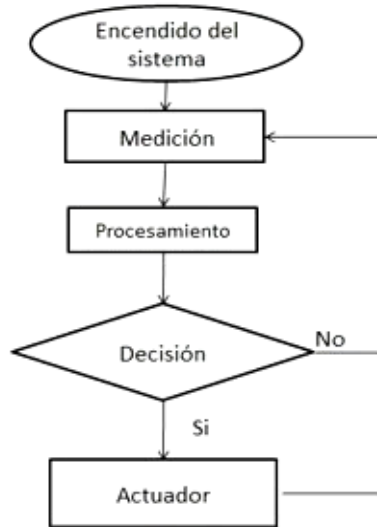 Encendido del
sistema
Medición
Procesamiento
Decisión
No
Si
Actuador